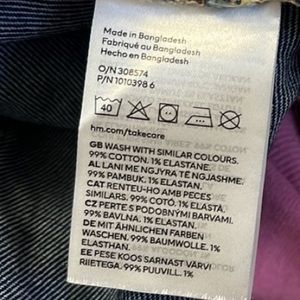 Made in Bangladesh
Fabriqué au Bangladesh
Hecho en Bangladesh
O/N 308574
P/N 1010398 6
40
hm.com/takecare
GB WASH WITH SIMILAR COLOURS.
99% COTTON. 1% ELASTANE.
AL LANI ME NGJYRA TË NGJASHME.
99% PAMBUK. 1% ELASTAN.
CAT RENTEU-HO AMB PECES
SIMILARS. 99% COTÓ. 1% ELASTÀ
CZ PERTE S PODOBNÝMI BARVAMI.
99% BAVLNA. 1% ELASTAN.
DE MIT ÄHNLICHEN FARBEN
WASCHEN. 99% BAUMWOLLE. 1%
ELASTHAN.
EE PESE KOOS SARNAST VÄRVI
RIIETEGA. 99% PUUVILL. 1%